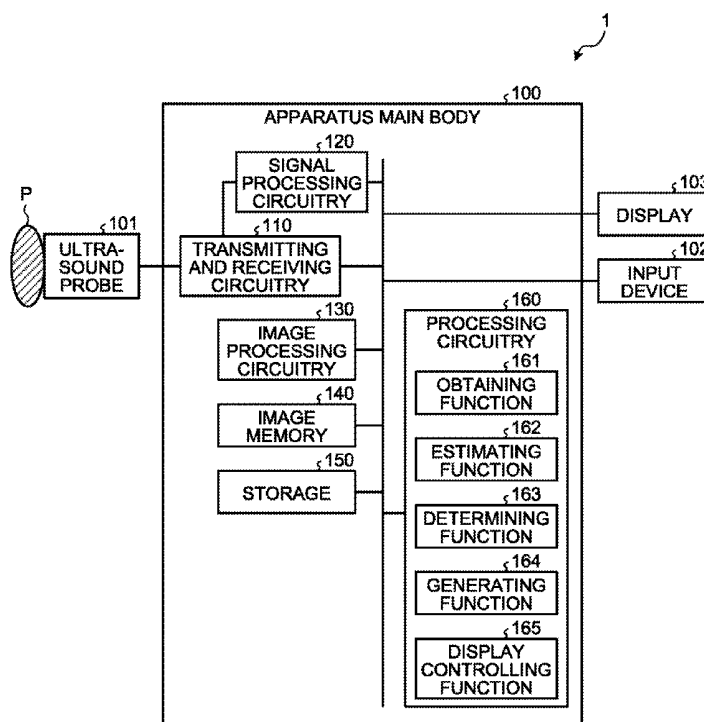 1
100
APPARATUS MAIN BODY
120
SIGNAL
PROCESSING
CIRCUITRY
P
101
ULTRA-
SOUND
PROBE
110
TRANSMITTING
AND RECEIVING
CIRCUITRY
103
DISPLAY
102
INPUT
DEVICE
130
IMAGE
PROCESSING
CIRCUITRY
140
IMAGE
MEMORY
150
STORAGE
160
PROCESSING
CIRCUITRY
161
OBTAINING
FUNCTION
162
ESTIMATING
FUNCTION
163
DETERMINING
FUNCTION
164
GENERATING
FUNCTION
165
DISPLAY
CONTROLLING
FUNCTION